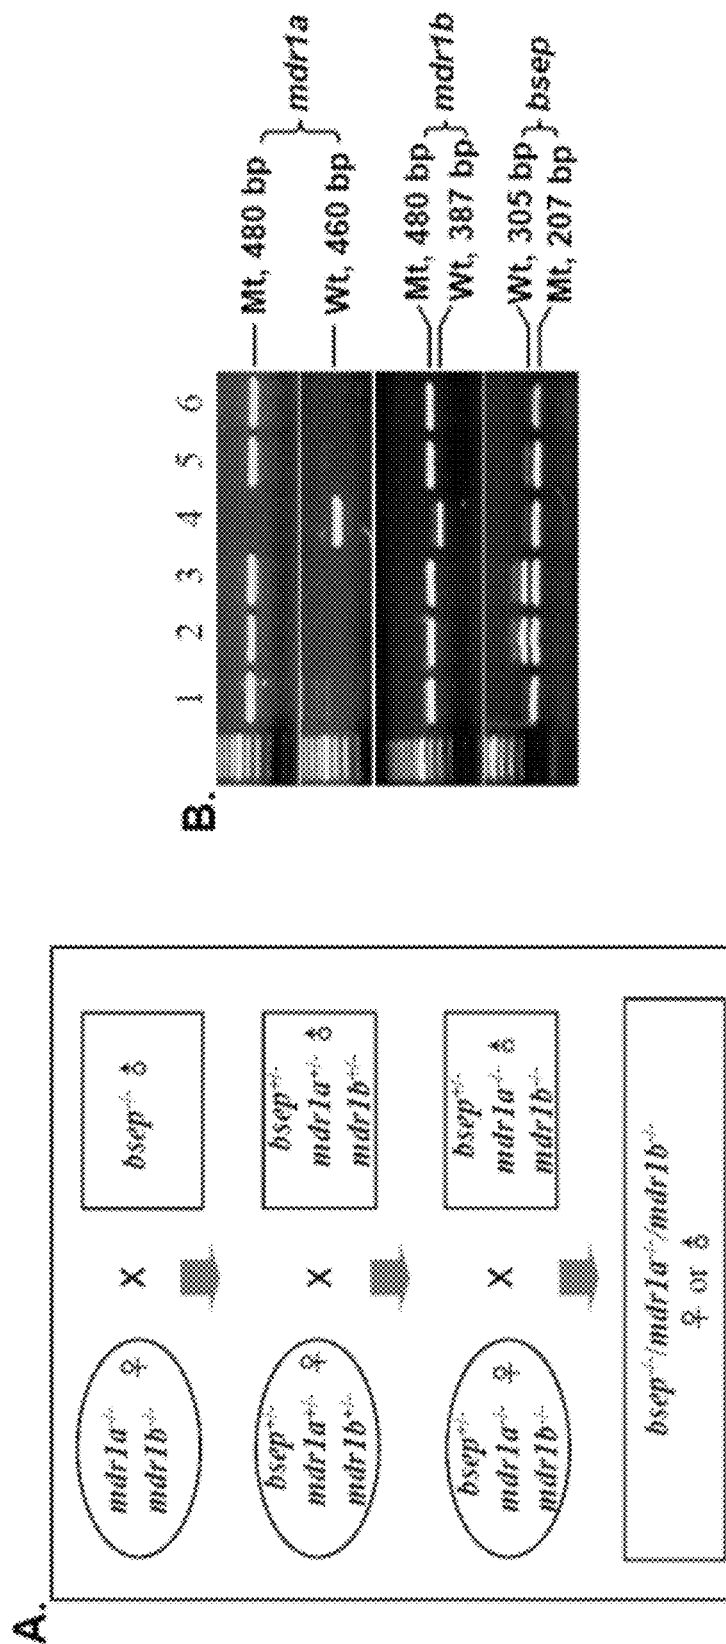 A.
mdr1a-/- ♀
mdr1b-/-
X
bsep-/- ♂
bsep+/-
mdr1a+/- ♀
mdr1b+/-
X
bsep+/-
mdr1a+/- ♂
mdr1b+/-
bsep+/-
mdr1a-/- ♀
mdr1b-/-
X
bsep+/-
mdr1a-/- ♂
mdr1b-/-
bsep-/-/mdr1a-/-/mdr1b-/-
♀ or ♂
B.
1 2 3 4 5 6
Mt, 480 bp
Wt, 460 bp
mdr1a
Mt, 480 bp
Wt, 387 bp
mdr1b
Wt, 305 bp
Mt, 207 bp
bsep